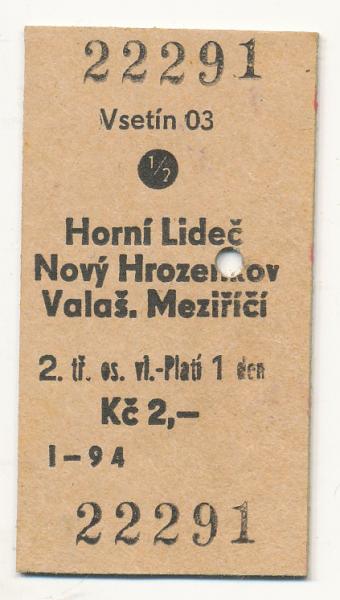 22291
Vsetín 03
1/2
Horní Lideč
Nový Hrozenkov
Valaš. Meziříčí
2. tř. os. vl.-Platí 1 den
Kč 2,—
I-94
22291